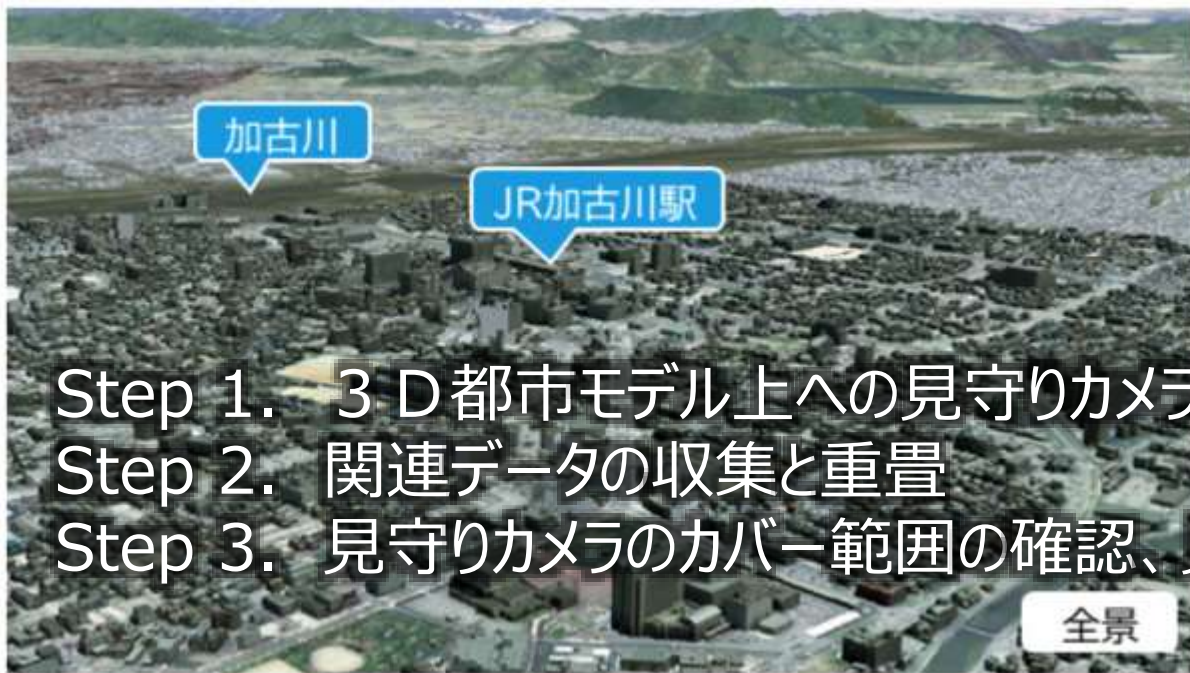 加古川
JR加古川駅
Step 1. ３Ｄ都市モデル上への見守りカメラ
Step 2. 関連データの収集と重畳
Step 3. 見守りカメラのカバー範囲の確認、
全景